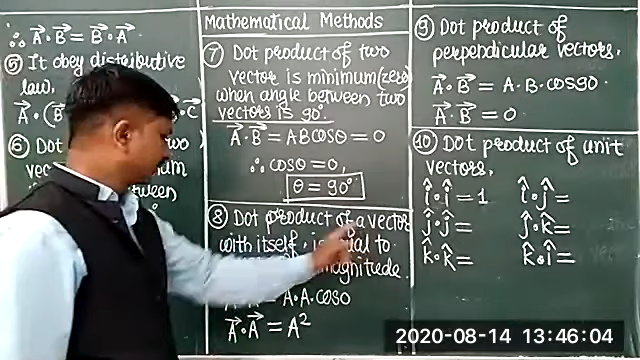 ∴ A⃗·B⃗ = B⃗·A⃗
⑤ It obey distributive
law.
A⃗·(B⃗
C⃗
⑥ Dot
two
Mathematical Methods
⑦ Dot product of two
vector is minimum(zero)
when angle between two
vectors is 90°.
A⃗·B⃗ = AB cosθ = 0
∴ cosθ = 0,
θ = 90°
⑧ Dot product of a vector
with itself is equal to
magnitude.
A⃗·A⃗ = A·A·cos0
A⃗·A⃗ = A²
⑨ Dot product of
perpendicular vectors.
A⃗·B⃗ = A·B·cos90·
A⃗·B⃗ = 0
⑩ Dot product of unit
vectors.
î·î = 1 î·ĵ =
ĵ·ĵ = ĵ·k̂ =
k̂·k̂ = k̂·î =
2020-08-14 13:46:04